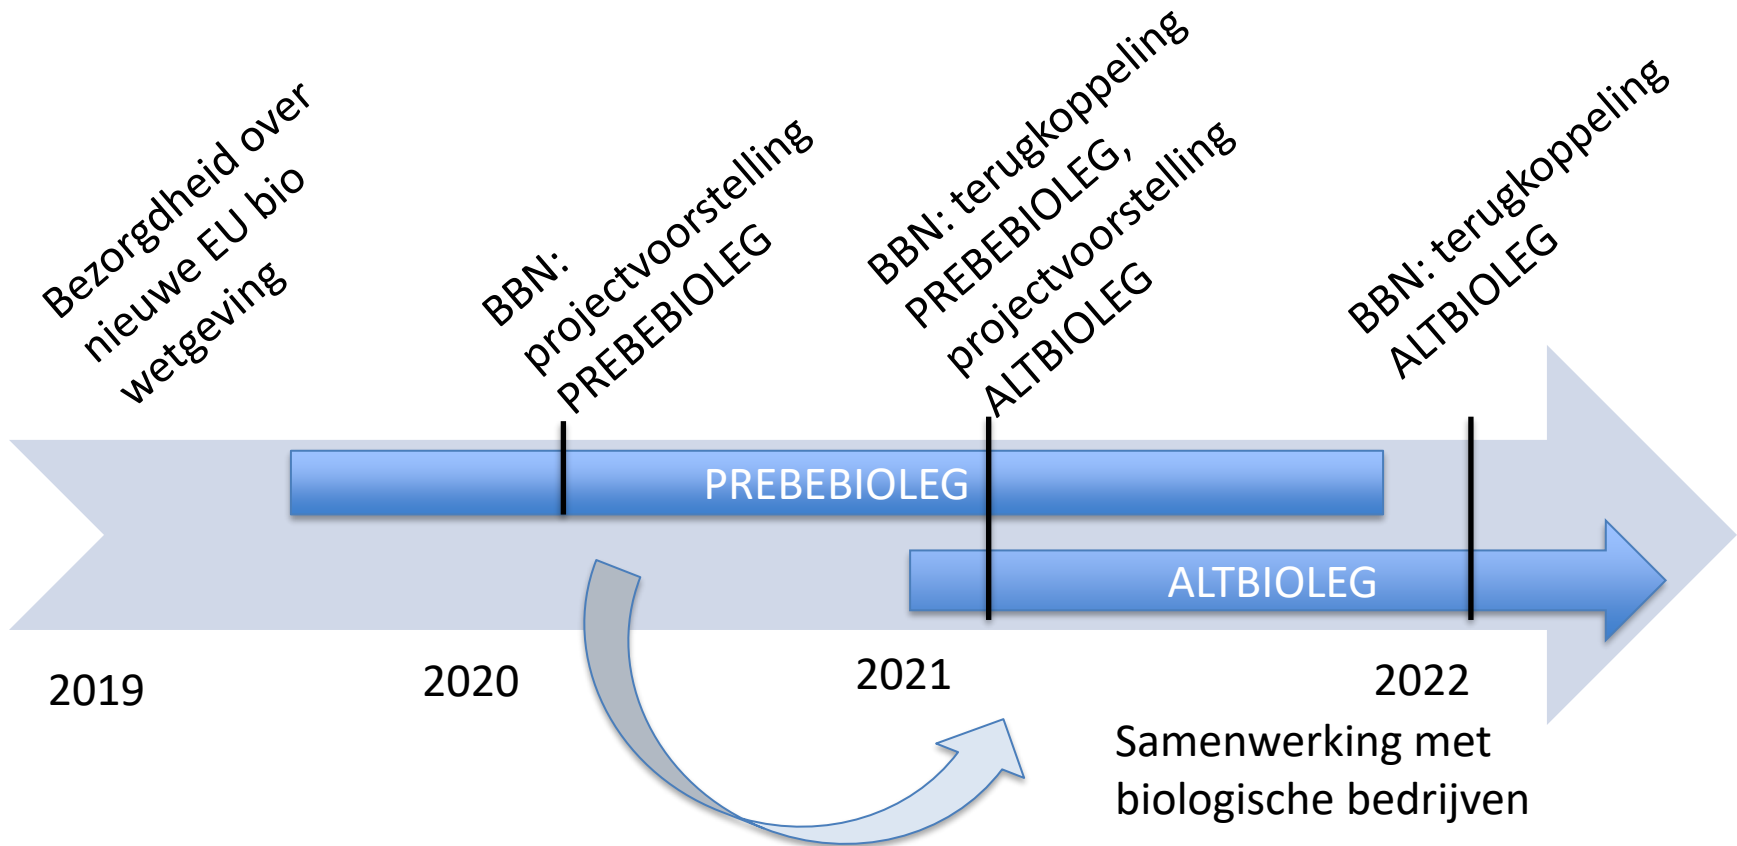 Bezorgdheid over
nieuwe EU bio
wetgeving
BBN:
projectvoorstelling
PREBEBIOLEG
BBN: terugkoppeling
PREBEBIOLEG,
projectvoorstelling
ALTBIOLEG
BBN: terugkoppeling
ALTBIOLEG
PREBEBIOLEG
ALTBIOLEG
2019
2020
2021
2022
Samenwerking met
biologische bedrijven